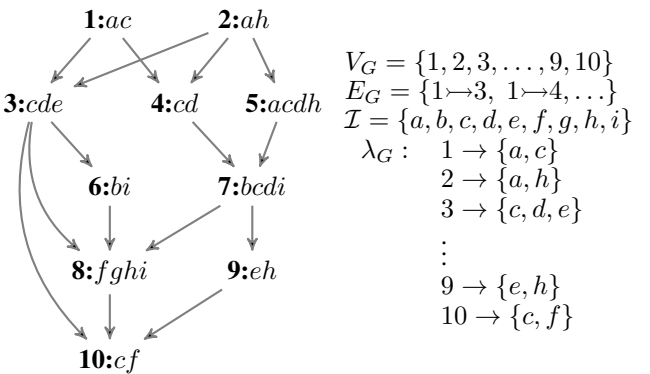 1:ac 2:ah
3:cde 4:cd 5:acdh
6:bi 7:bcdi
8:fghi 9:eh
10:cf
V_G = {1, 2, 3, . . . , 9, 10}
E_G = {1↣3, 1↣4, . . .}
I = {a, b, c, d, e, f, g, h, i}
λ_G : 1 → {a, c}
2 → {a, h}
3 → {c, d, e}
⋮
9 → {e, h}
10 → {c, f}